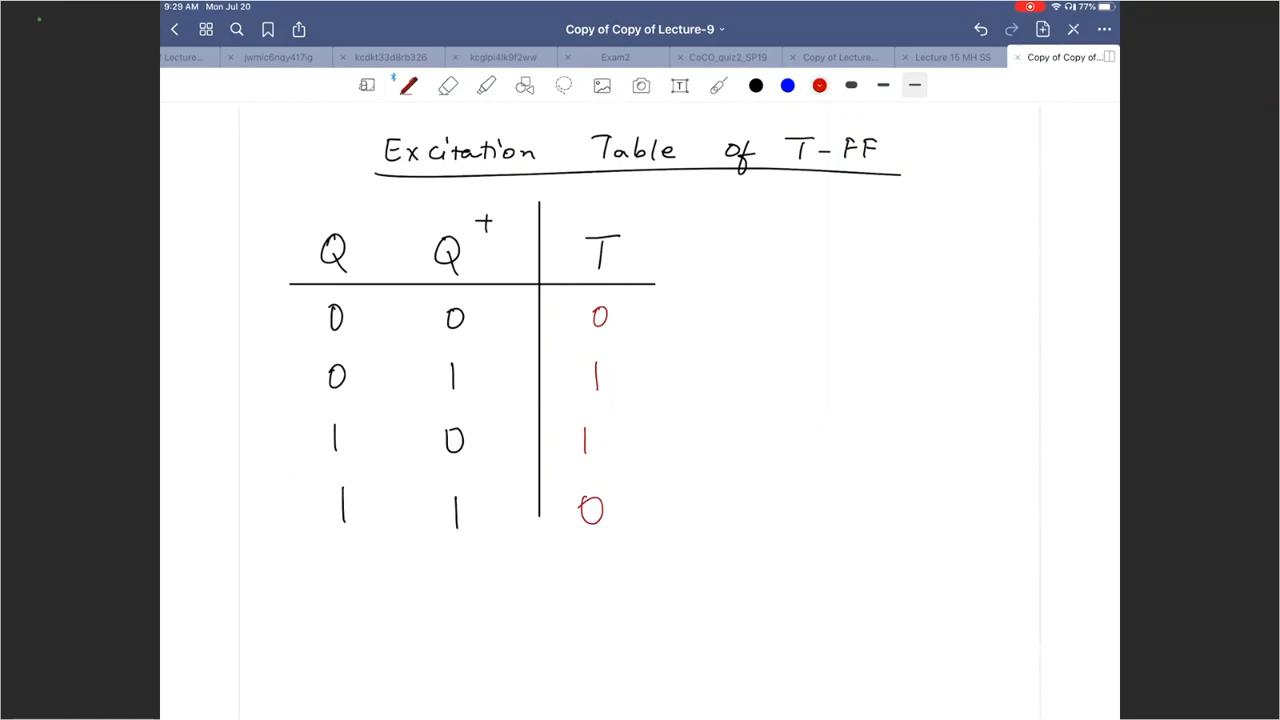 9:29 AM Mon Jul 20
77%
Copy of Copy of Lecture-9
Lecture...
jwmic6nqy417gi
kcdkt33d8rb326
kcglpi4lk9f2ww
Exam2
CoCO_quiz2_SP19
Copy of Lecture...
Lecture 15 MH SS
Copy of Copy of...
T
Excitation Table of T-FF
Q Q+ T
0 0 0
0 1 1
1 0 1
1 1 0